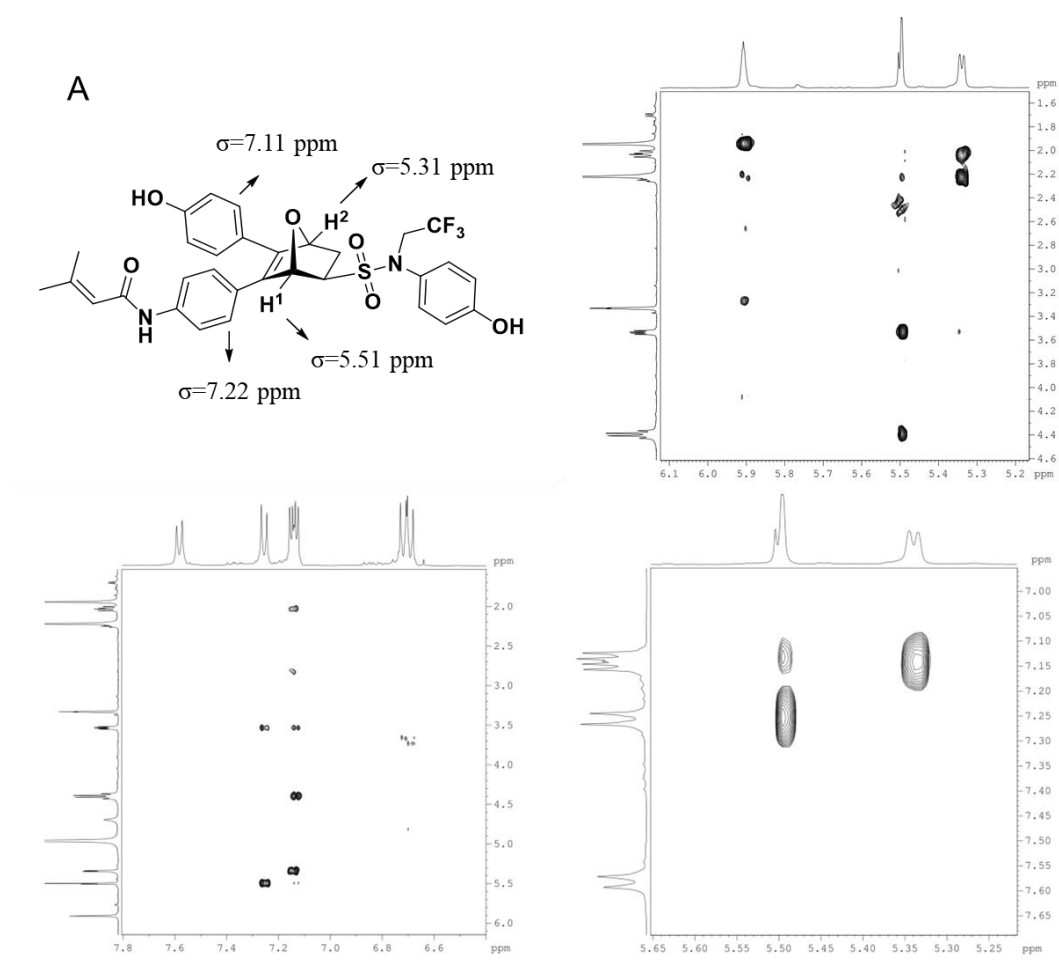 A
σ=7.11 ppm
σ=5.31 ppm
HO
O
H2
CF3
O
S
N
O
O
N
H
H1
OH
σ=5.51 ppm
σ=7.22 ppm
ppm
1.6
1.8
2.0
2.2
2.4
2.6
2.8
3.0
3.2
3.4
3.6
3.8
4.0
4.2
4.4
4.6
6.1 6.0 5.9 5.8 5.7 5.6 5.5 5.4 5.3 5.2 ppm
ppm
2.0
2.5
3.0
3.5
4.0
4.5
5.0
5.5
6.0
7.8 7.6 7.4 7.2 7.0 6.8 6.6 ppm
ppm
7.00
7.05
7.10
7.15
7.20
7.25
7.30
7.35
7.40
7.45
7.50
7.55
7.60
7.65
5.65 5.60 5.55 5.50 5.45 5.40 5.35 5.30 5.25 ppm